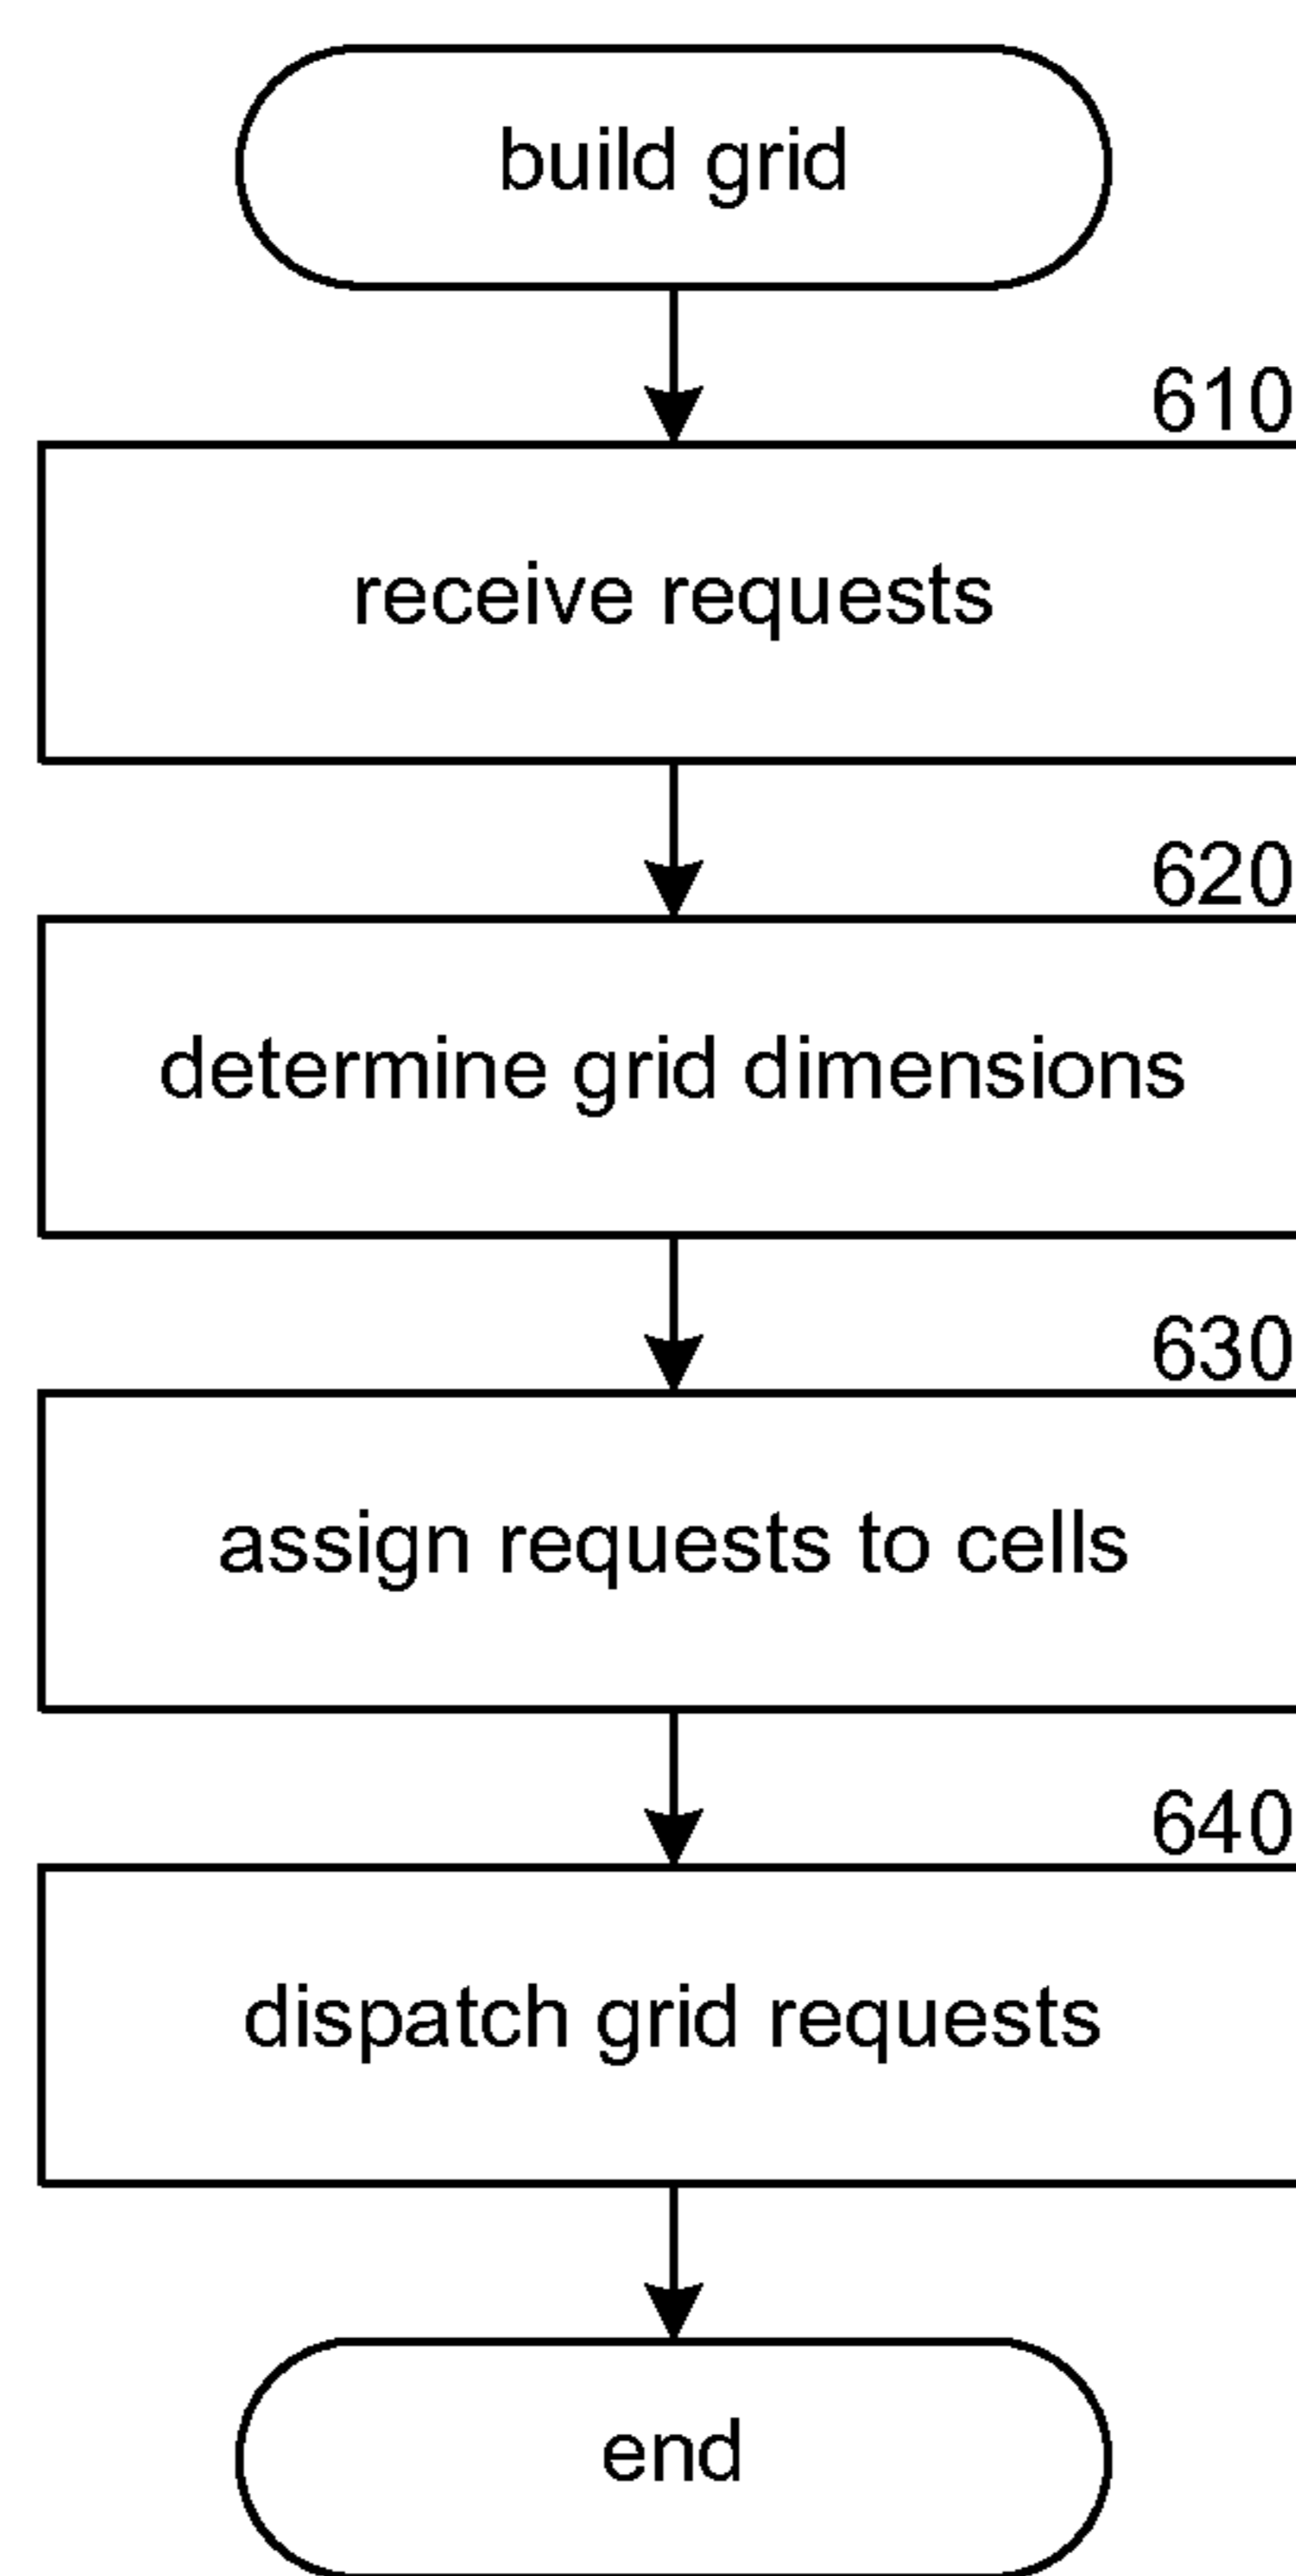 build grid
610
receive requests
620
determine grid dimensions
630
assign requests to cells
640
dispatch grid requests
end